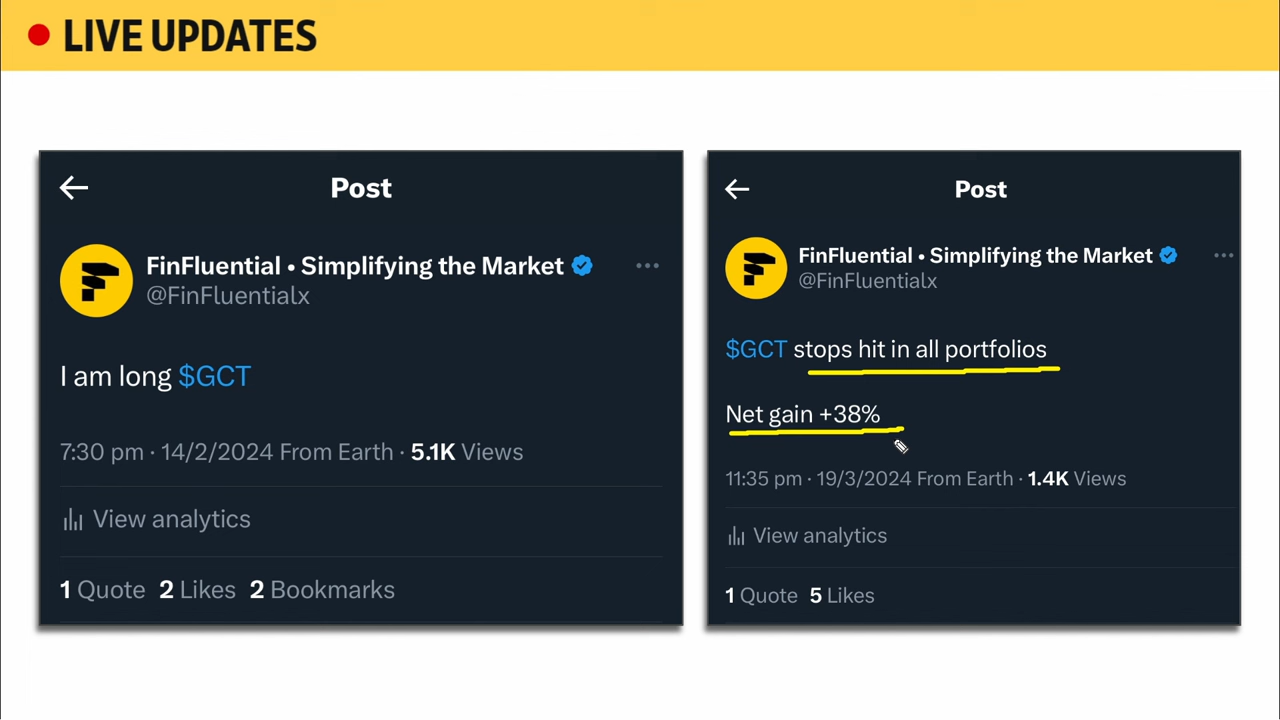 LIVE UPDATES
Post
FinFluential • Simplifying the Market
@FinFluentialx
I am long $GCT
7:30 pm · 14/2/2024 From Earth · 5.1K Views
View analytics
1 Quote 2 Likes 2 Bookmarks
Post
FinFluential • Simplifying the Market
@FinFluentialx
$GCT stops hit in all portfolios
Net gain +38%
11:35 pm · 19/3/2024 From Earth · 1.4K Views
View analytics
1 Quote 5 Likes